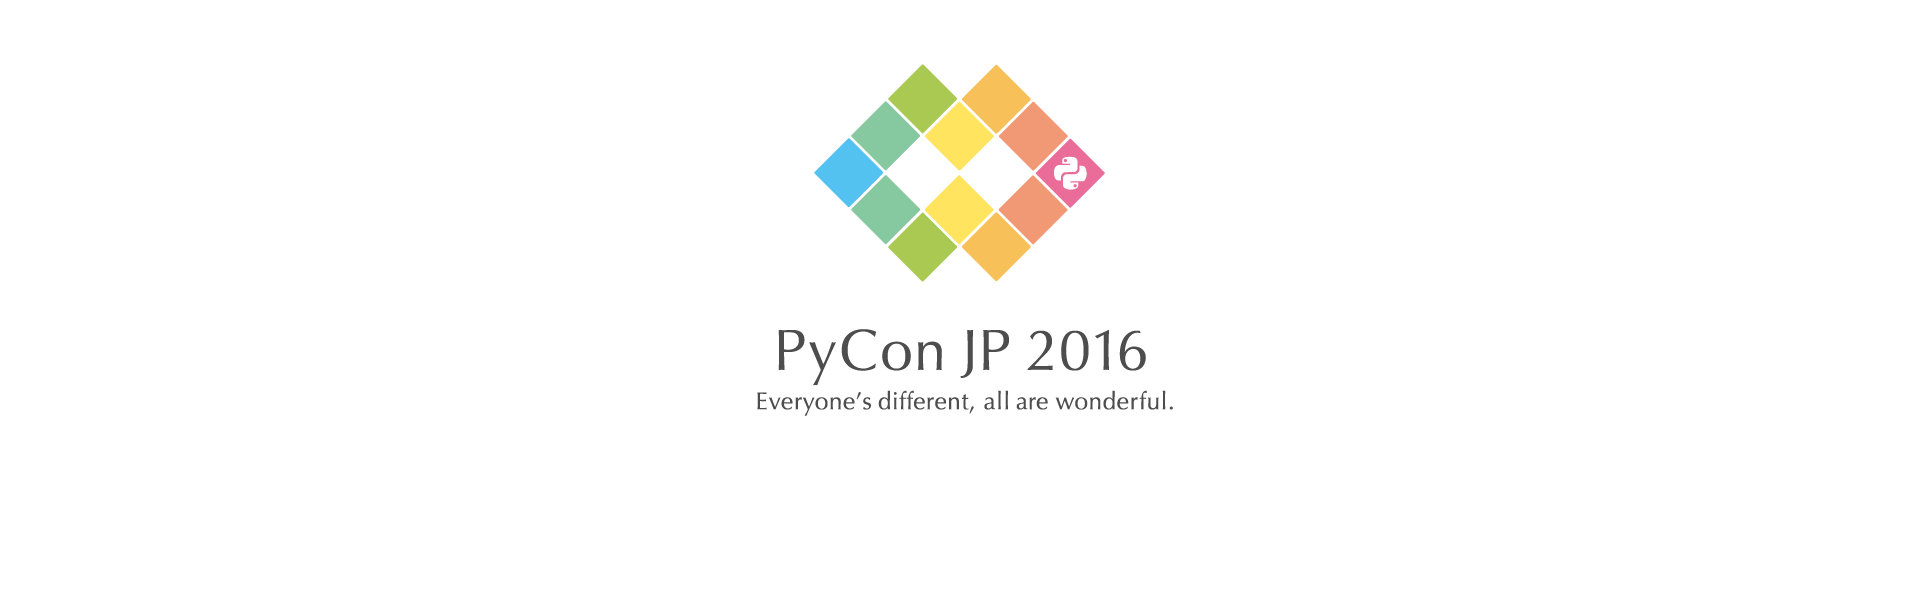 PyCon JP 2016
Everyone’s different, all are wonderful.